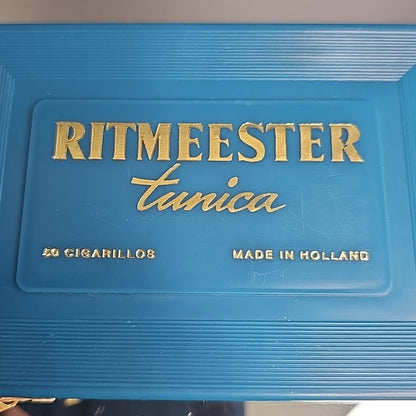 RITMEESTER
tunica
50 CIGARILLOS MADE IN HOLLAND